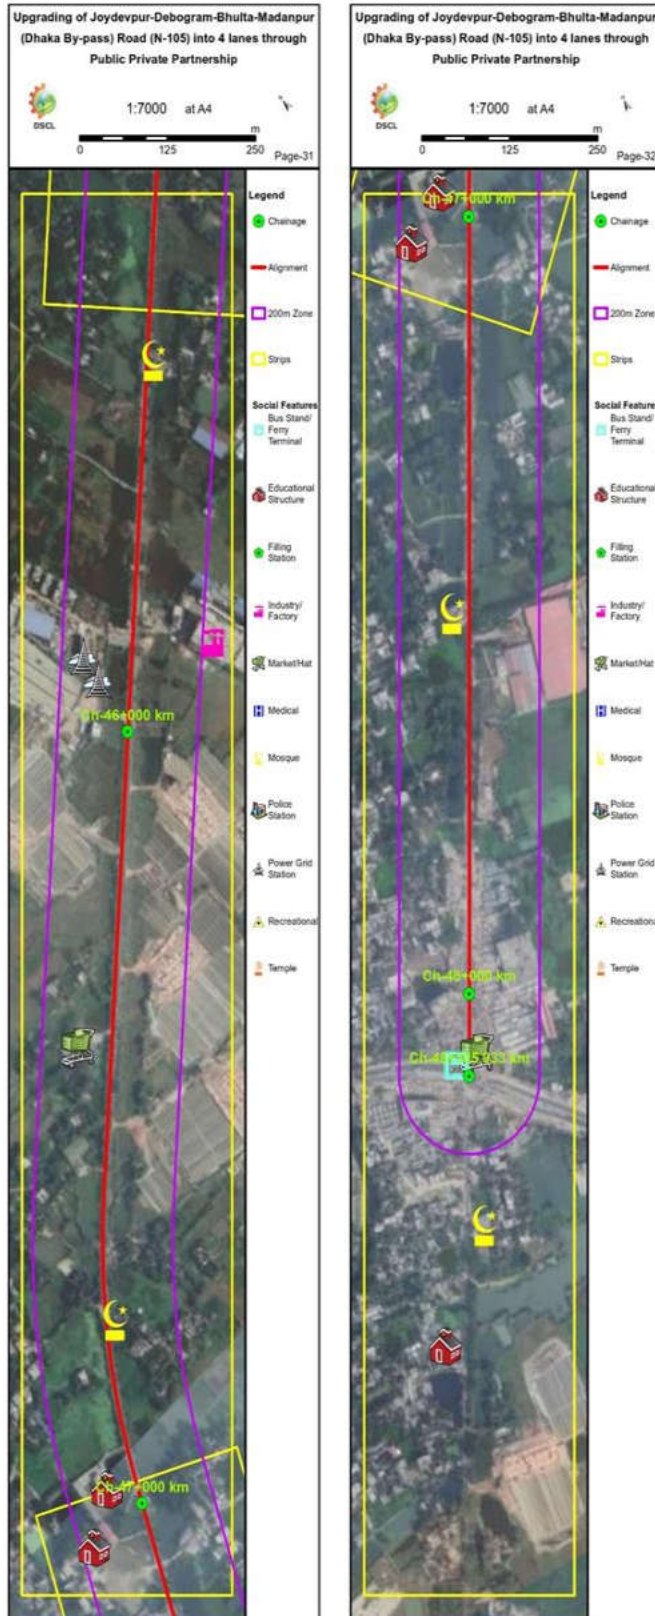 Upgrading of Joydevpur-Debogram-Bhulta-Madanpur
(Dhaka By-pass) Road (N-105) into 4 lanes through
Public Private Partnership
DSCL
1:7000 at A4
m
0 125 250
Page-31
Legend
Chainage
Alignment
200m Zone
Strips
Social Features
Bus Stand/
Ferry
Terminal
Educational
Structure
Filling
Station
Industry/
Factory
Market/Hat
Medical
Mosque
Police
Station
Power Grid
Station
Recreational
Temple
Ch-46+000 km
Ch-47+000 km
Upgrading of Joydevpur-Debogram-Bhulta-Madanpur
(Dhaka By-pass) Road (N-105) into 4 lanes through
Public Private Partnership
DSCL
1:7000 at A4
m
0 125 250
Page-32
Legend
Chainage
Alignment
200m Zone
Strips
Social Features
Bus Stand/
Ferry
Terminal
Educational
Structure
Filling
Station
Industry/
Factory
Market/Hat
Medical
Mosque
Police
Station
Power Grid
Station
Recreational
Temple
Ch-47+000 km
Ch-48+000 km